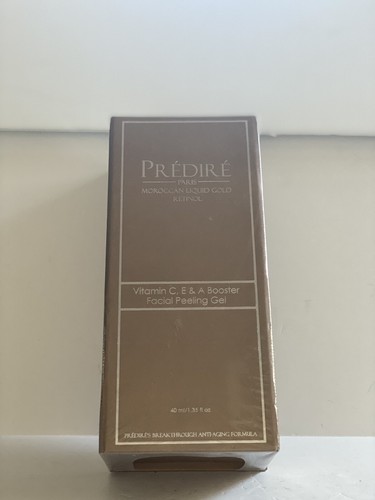 PRÉDIRÉ
PARIS
MOROCCAN LIQUID GOLD
RETINOL
Vitamin C, E & A Booster
Facial Peeling Gel
40 ml/1.35 fl oz
PRÉDIRÉ'S BREAKTHROUGH ANTI-AGING FORMULA